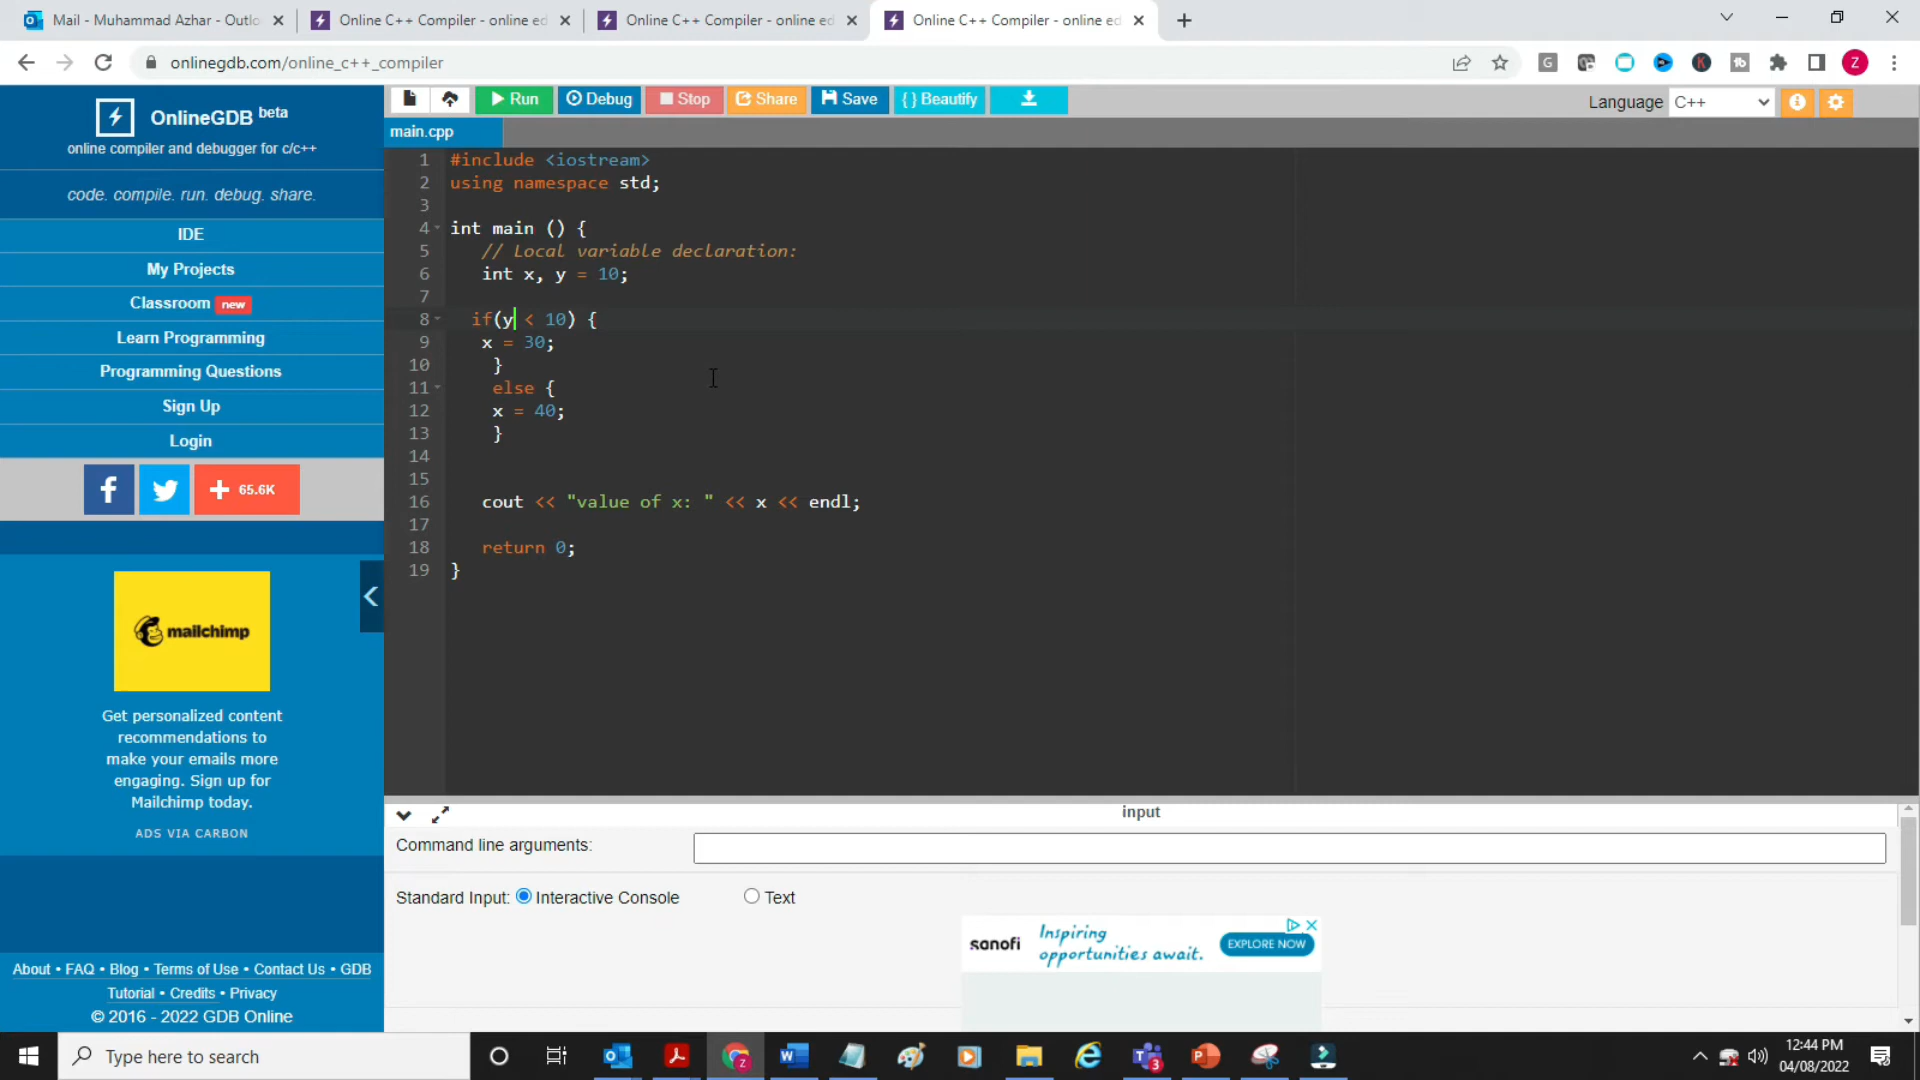 Mail - Muhammad Azhar - Outlo
Online C++ Compiler - online ed
Online C++ Compiler - online ed
Online C++ Compiler - online ed
onlinegdb.com/online_c++_compiler
OnlineGDB beta
online compiler and debugger for c/c++
code. compile. run. debug. share.
IDE
My Projects
Classroom new
Learn Programming
Programming Questions
Sign Up
Login
65.6K
mailchimp
Get personalized content
recommendations to
make your emails more
engaging. Sign up for
Mailchimp today.
ADS VIA CARBON
About • FAQ • Blog • Terms of Use • Contact Us • GDB
Tutorial • Credits • Privacy
© 2016 - 2022 GDB Online
Run Debug Stop Share Save { } Beautify
Language C++
main.cpp
1 #include <iostream>
2 using namespace std;
3
4 int main () {
5 // Local variable declaration:
6 int x, y = 10;
7
8 if(y < 10) {
9 x = 30;
10 }
11 else {
12 x = 40;
13 }
14
15
16 cout << "value of x: " << x << endl;
17
18 return 0;
19 }
input
Command line arguments:
Standard Input: Interactive Console Text
sanofi
Inspiring
opportunities await.
EXPLORE NOW
Type here to search
12:44 PM
04/08/2022